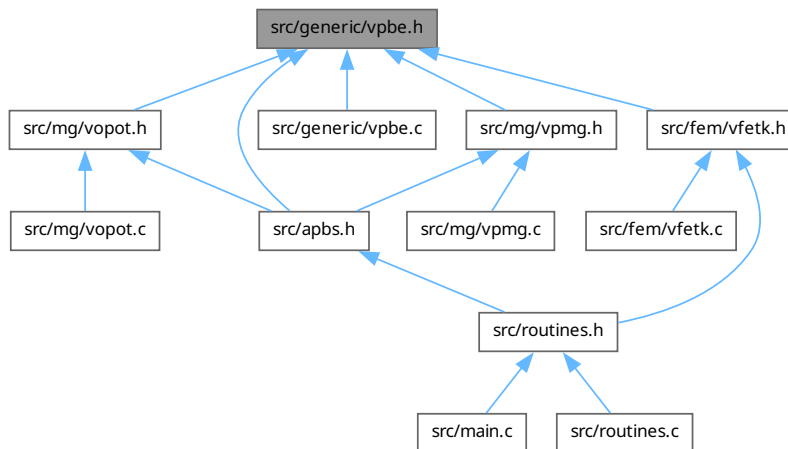 src/generic/vpbe.h
src/mg/vopot.h
src/generic/vpbe.c
src/mg/vpmg.h
src/fem/vfetk.h
src/mg/vopot.c
src/apbs.h
src/mg/vpmg.c
src/fem/vfetk.c
src/routines.h
src/main.c
src/routines.c